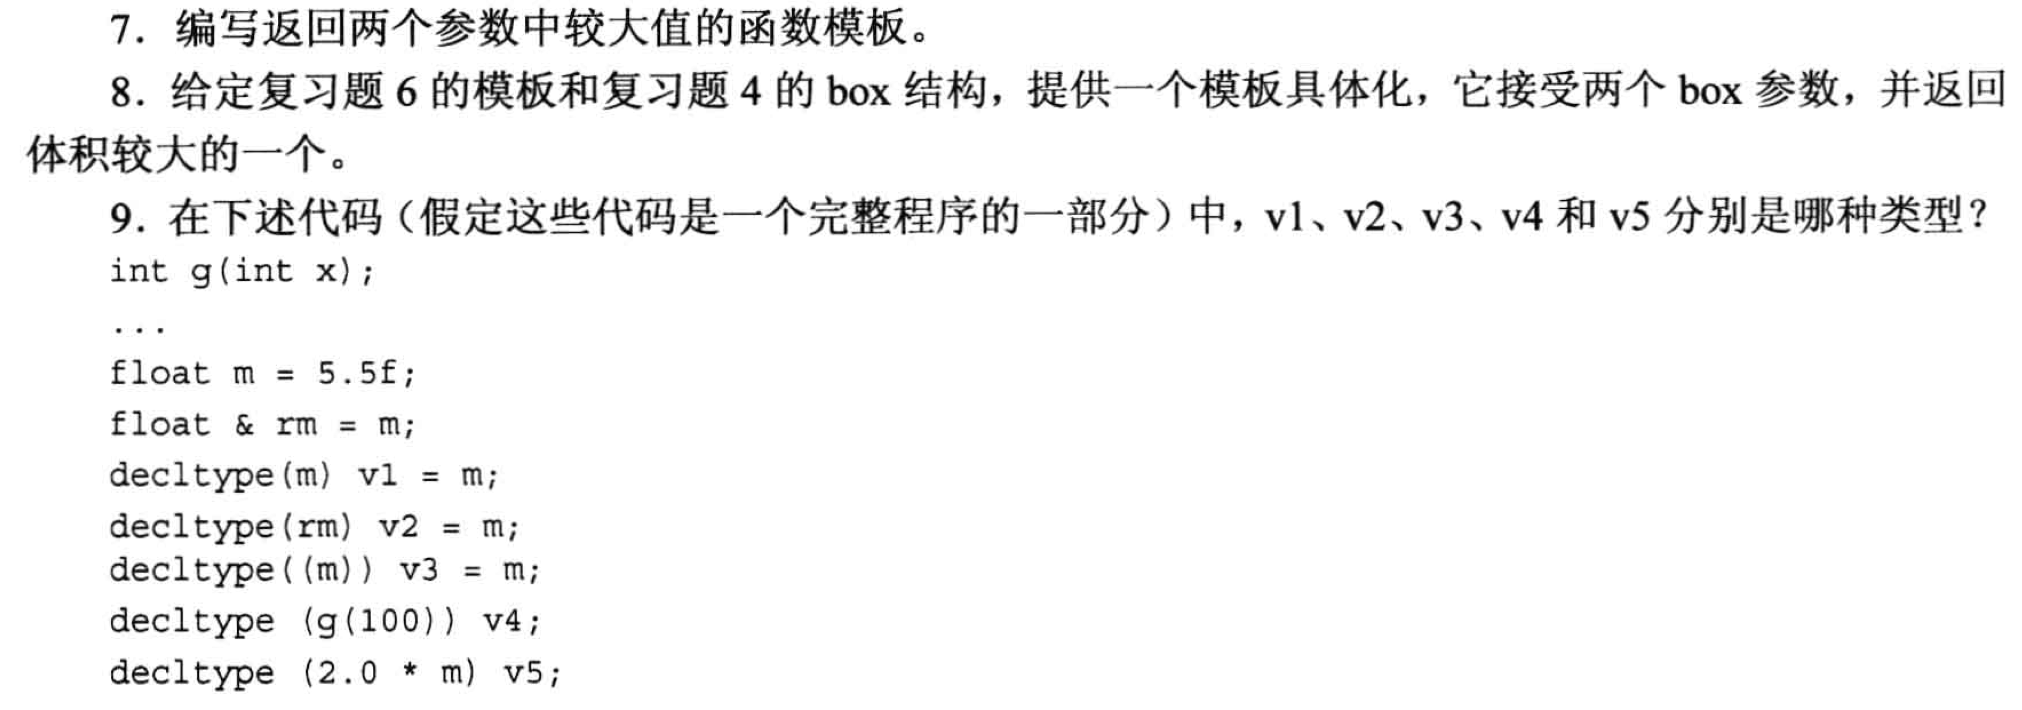 7．编写返回两个参数中较大值的函数模板。
8．给定复习题 6 的模板和复习题 4 的 box 结构，提供一个模板具体化，它接受两个 box 参数，并返回
体积较大的一个。
9．在下述代码（假定这些代码是一个完整程序的一部分）中，v1、v2、v3、v4 和 v5 分别是哪种类型？
int g(int x);
...
float m = 5.5f;
float & rm = m;
decltype(m) v1 = m;
decltype(rm) v2 = m;
decltype((m)) v3 = m;
decltype (g(100)) v4;
decltype (2.0 * m) v5;